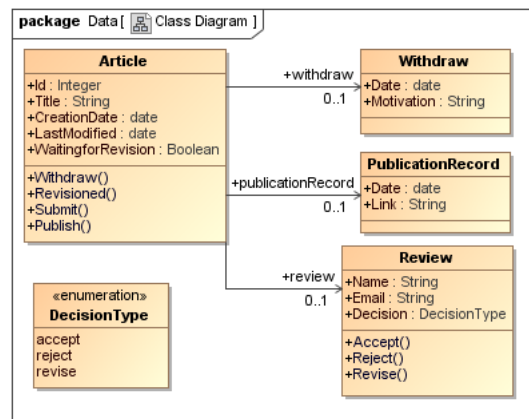 package Data [ Class Diagram ]
Article
+Id : Integer
+Title : String
+CreationDate : date
+LastModified : date
+WaitingforRevision : Boolean
+Withdraw()
+Revisioned()
+Submit()
+Publish()
+withdraw
0..1
Withdraw
+Date : date
+Motivation : String
+publicationRecord
0..1
PublicationRecord
+Date : date
+Link : String
+review
0..1
Review
+Name : String
+Email : String
+Decision : DecisionType
+Accept()
+Reject()
+Revise()
«enumeration»
DecisionType
accept
reject
revise